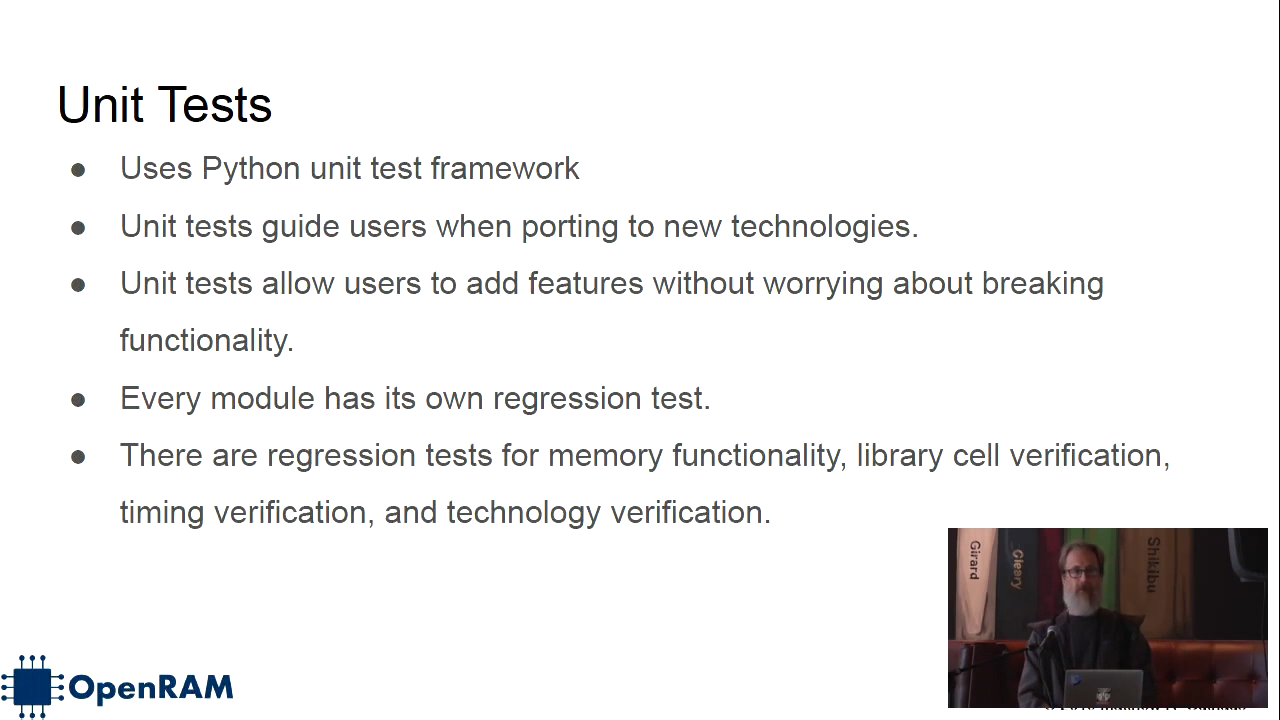 Unit Tests
● Uses Python unit test framework
● Unit tests guide users when porting to new technologies.
● Unit tests allow users to add features without worrying about breaking
functionality.
● Every module has its own regression test.
● There are regression tests for memory functionality, library cell verification,
timing verification, and technology verification.
Girard
Cleary
Shikibu
OpenRAM